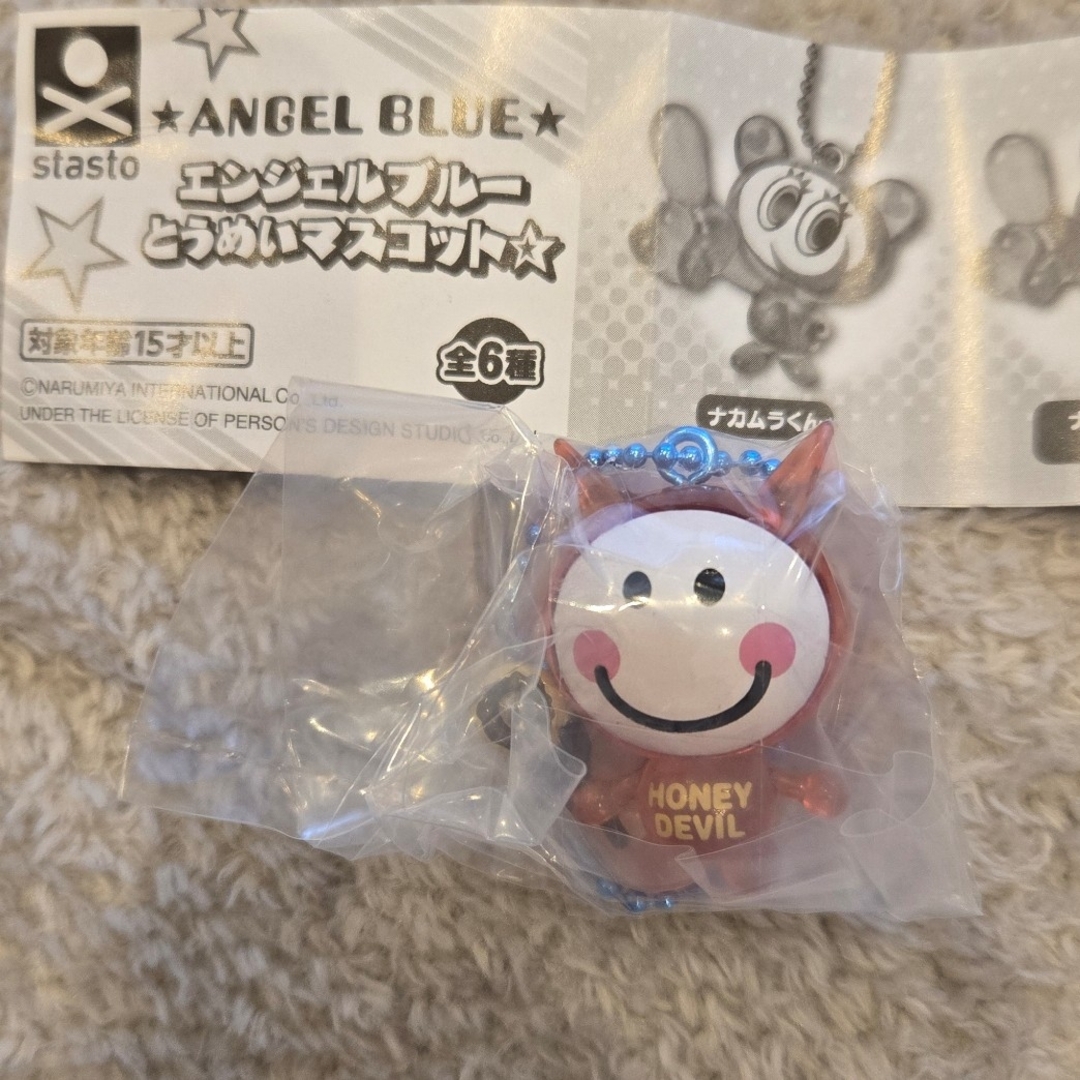 stasto
★ANGEL BLUE★
エンジェルブルー
とうめいマスコット☆
対象年齢15才以上
全6種
©NARUMIYA INTERNATIONAL Co.,Ltd.
UNDER THE LICENSE OF PERSON'S DESIGN STUDIO Co.,
ナカムラくん
HONEY
DEVIL